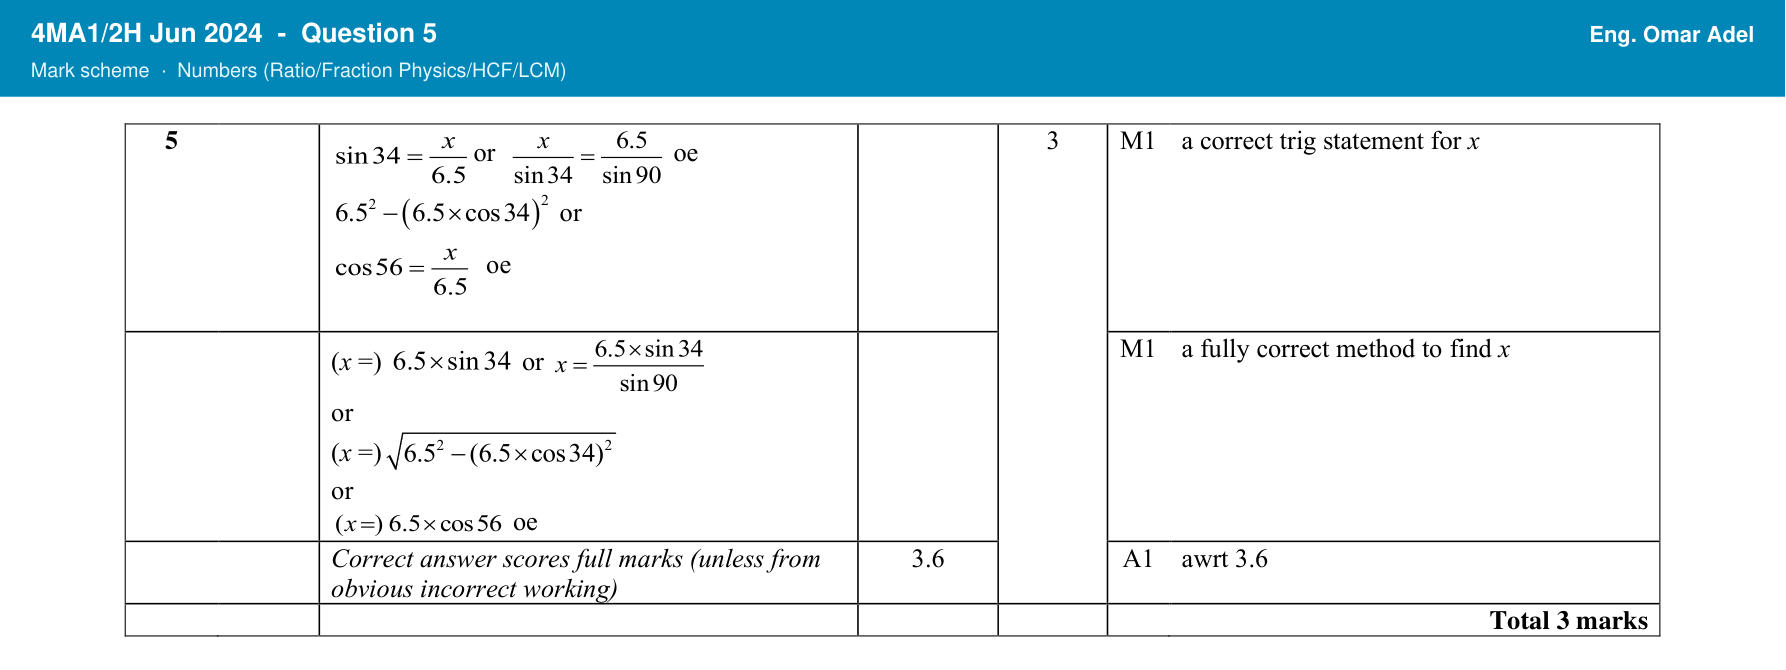 4MA1/2H Jun 2024 - Question 5
Eng. Omar Adel
Mark scheme · Numbers (Ratio/Fraction Physics/HCF/LCM)
5
sin 34 = x/6.5 or x/sin 34 = 6.5/sin 90 oe
6.5² − (6.5×cos 34)² or
cos 56 = x/6.5 oe
3
M1 a correct trig statement for x
(x =) 6.5×sin 34 or x = 6.5×sin 34/sin 90
or
(x =) √(6.5² − (6.5×cos 34)²)
or
(x =) 6.5×cos 56 oe
M1 a fully correct method to find x
Correct answer scores full marks (unless from
obvious incorrect working)
3.6
A1 awrt 3.6
Total 3 marks